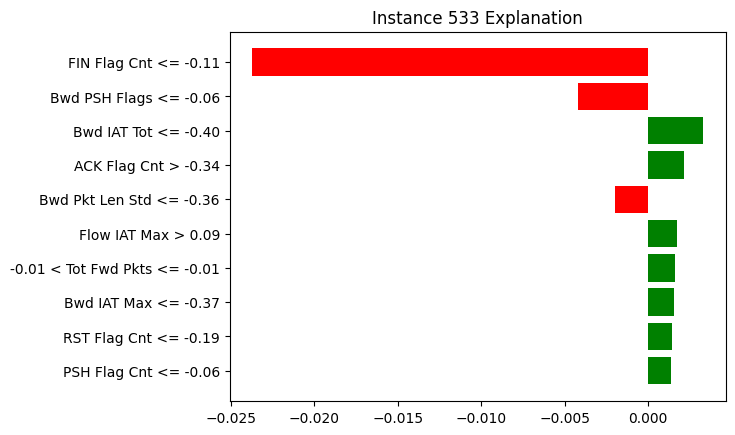 Instance 533 Explanation
FIN Flag Cnt <= -0.11
Bwd PSH Flags <= -0.06
Bwd IAT Tot <= -0.40
ACK Flag Cnt > -0.34
Bwd Pkt Len Std <= -0.36
Flow IAT Max > 0.09
-0.01 < Tot Fwd Pkts <= -0.01
Bwd IAT Max <= -0.37
RST Flag Cnt <= -0.19
PSH Flag Cnt <= -0.06
−0.025 −0.020 −0.015 −0.010 −0.005 0.000